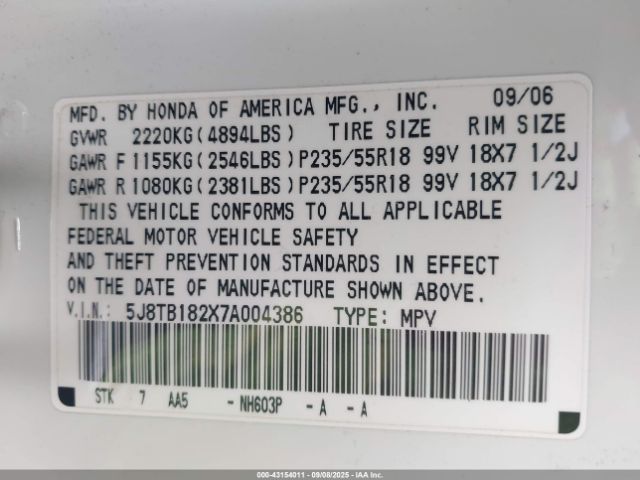 MFD. BY HONDA OF AMERICA MFG., INC. 09/06
GVWR 2220KG(4894LBS) TIRE SIZE RIM SIZE
GAWR F1155KG(2546LBS)P235/55R18 99V 18X7 1/2J
GAWR R1080KG(2381LBS)P235/55R18 99V 18X7 1/2J
THIS VEHICLE CONFORMS TO ALL APPLICABLE
FEDERAL MOTOR VEHICLE SAFETY
AND THEFT PREVENTION STANDARDS IN EFFECT
ON THE DATE OF MANUFACTURE SHOWN ABOVE.
V.I.N.: 5J8TB182X7A004386 TYPE: MPV
STK 7 AA5 -NH603P -A -A
000-43154011 - 09/08/2025 - IAA Inc.